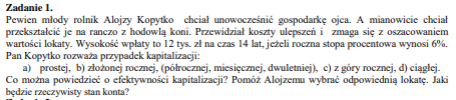 Zadanie 1.
Pewien młody rolnik Alojzy Kopytko chciał unowocześnić gospodarkę ojca. A mianowicie chciał
przekształcić je na ranczo z hodowlą koni. Przewidział koszty ulepszeń i zmaga się z oszacowaniem
wartości lokaty. Wysokość wpłaty to 12 tys. zł na czas 14 lat, jeżeli roczna stopa procentowa wynosi 6%.
Pan Kopytko rozważa przypadek kapitalizacji:
a) prostej, b) złożonej rocznej, (półrocznej, miesięcznej, dwuletniej), c) z góry rocznej, d) ciągłej.
Co można powiedzieć o efektywności kapitalizacji? Pomóż Alojzemu wybrać odpowiednią lokatę. Jaki
będzie rzeczywisty stan konta?